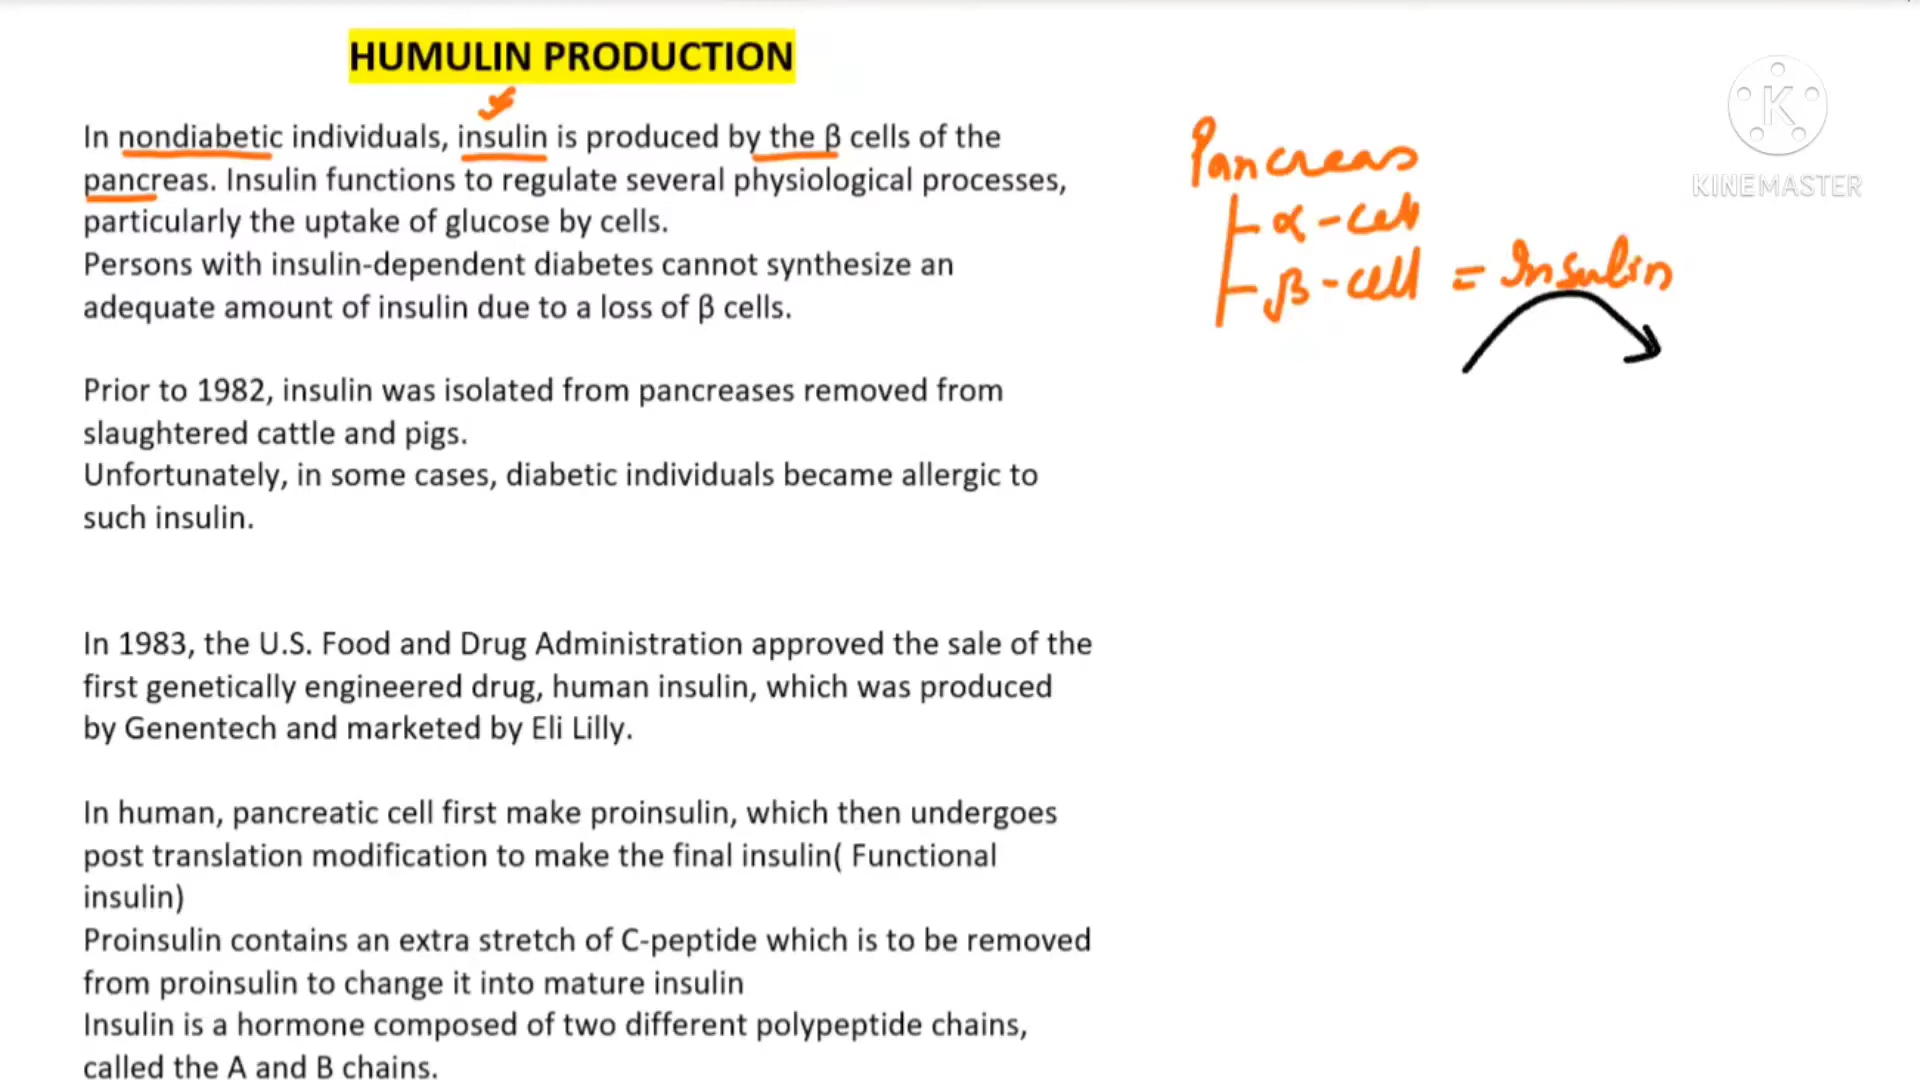 HUMULIN PRODUCTION
In nondiabetic individuals, insulin is produced by the β cells of the
pancreas. Insulin functions to regulate several physiological processes,
particularly the uptake of glucose by cells.
Persons with insulin-dependent diabetes cannot synthesize an
adequate amount of insulin due to a loss of β cells.
Prior to 1982, insulin was isolated from pancreases removed from
slaughtered cattle and pigs.
Unfortunately, in some cases, diabetic individuals became allergic to
such insulin.
In 1983, the U.S. Food and Drug Administration approved the sale of the
first genetically engineered drug, human insulin, which was produced
by Genentech and marketed by Eli Lilly.
In human, pancreatic cell first make proinsulin, which then undergoes
post translation modification to make the final insulin( Functional
insulin)
Proinsulin contains an extra stretch of C-peptide which is to be removed
from proinsulin to change it into mature insulin
Insulin is a hormone composed of two different polypeptide chains,
called the A and B chains.
Pancreas
α-cell
β-cell = Insulin
K
KINEMASTER